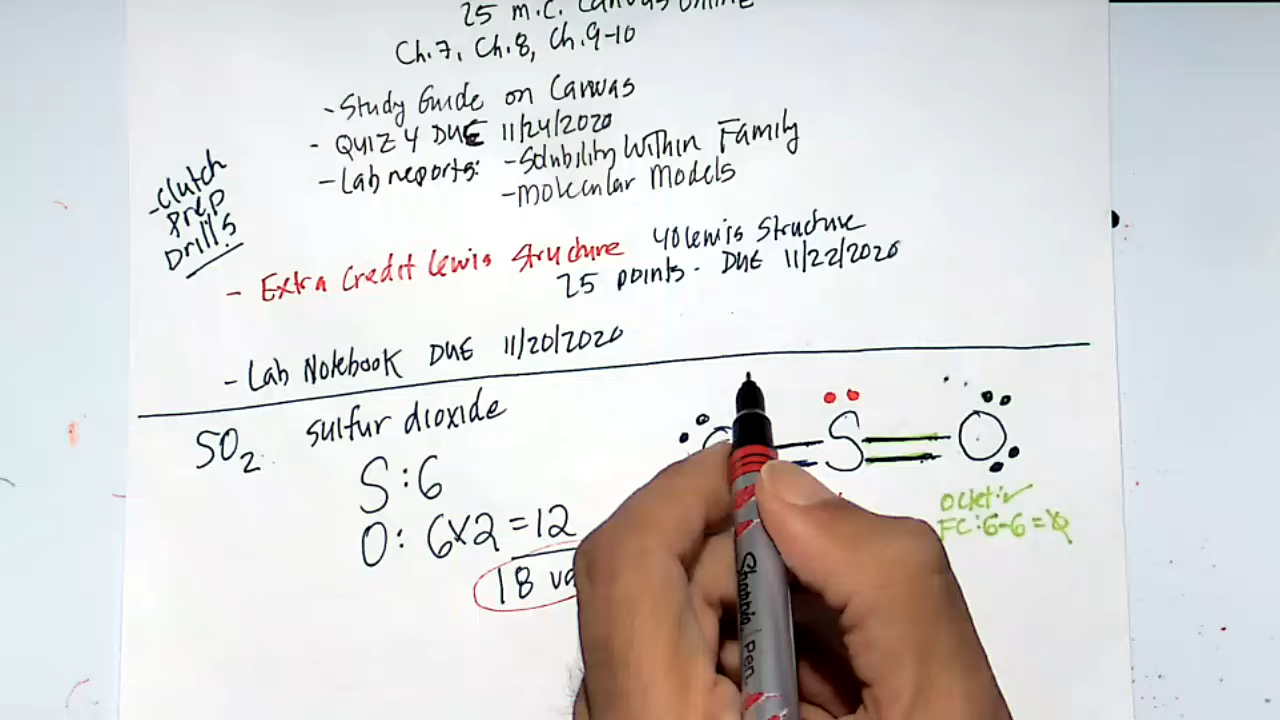 25 m.C. Canvas Online
Ch.7, Ch.8, Ch.9-10
- Study Guide on Canvas
- QUIZ 4 DUE 11/24/2020
- Lab reports: - Solubility Within Family
- Molecular Models
- Clutch
Prep
Drills
- Extra Credit Lewis Structure 40 Lewis Structure
25 points. DUE 11/22/2020
- Lab Notebook DUE 11/20/2020
SO2 sulfur dioxide
S:6
O: 6x2=12
18
S O
Octet: ✓
FC: 6-6=0
Sharpie Pen